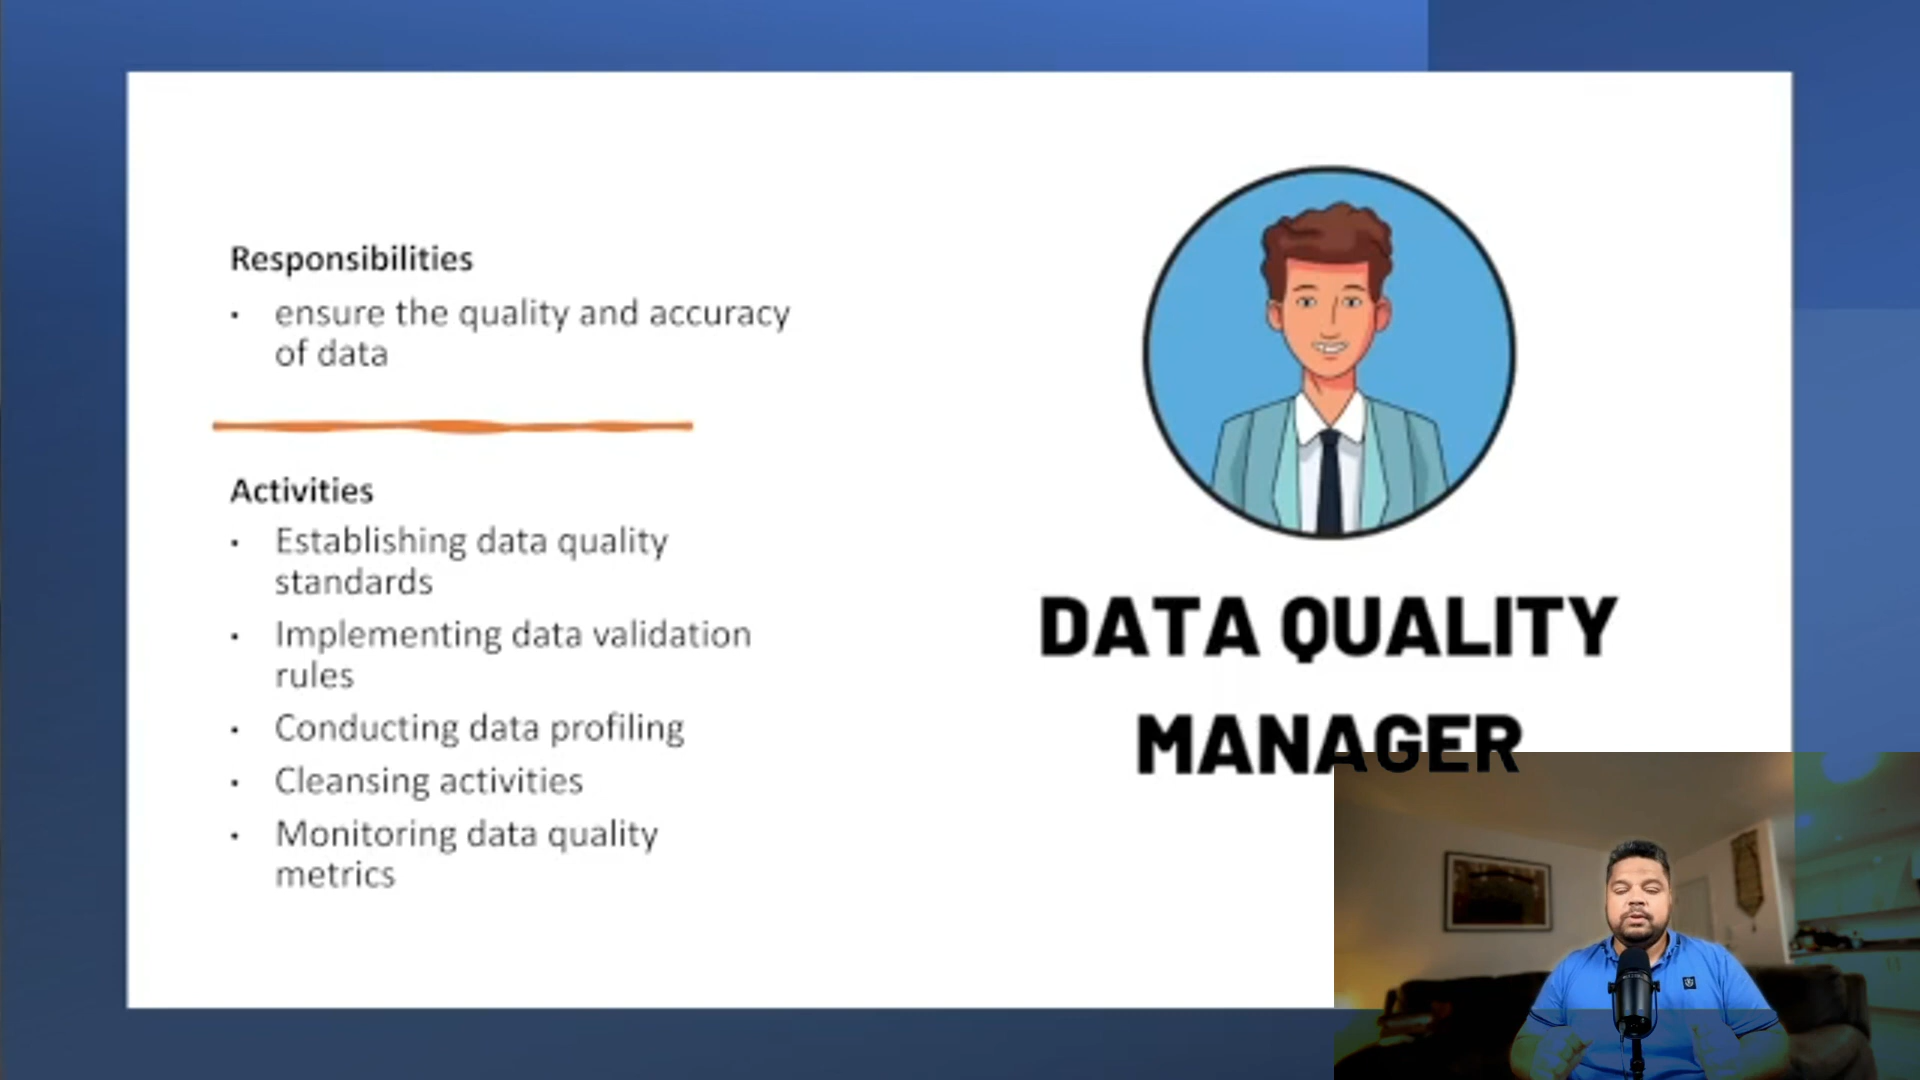 Responsibilities
• ensure the quality and accuracy
of data
Activities
• Establishing data quality
standards
• Implementing data validation
rules
• Conducting data profiling
• Cleansing activities
• Monitoring data quality
metrics
DATA QUALITY
MANAGER